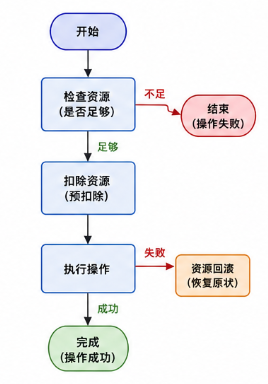 开始
检查资源
(是否足够)
不足
结束
(操作失败)
足够
扣除资源
(预扣除)
执行操作
失败
资源回滚
(恢复原状)
成功
完成
(操作成功)